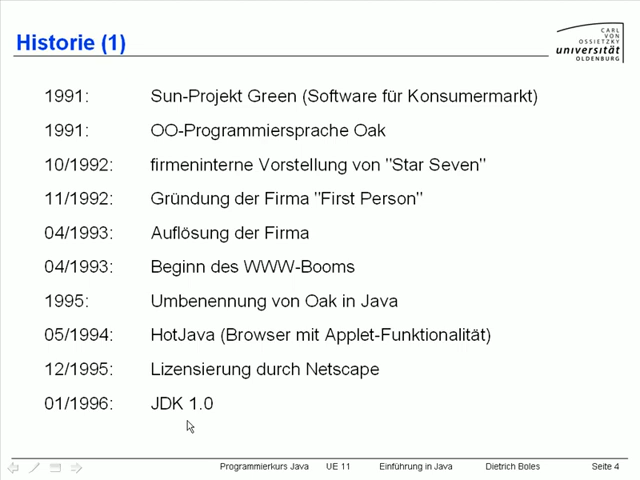 Historie (1)
CARL
VON
OSSIETZKY
universität
OLDENBURG
1991: Sun-Projekt Green (Software für Konsumermarkt)
1991: OO-Programmiersprache Oak
10/1992: firmeninterne Vorstellung von "Star Seven"
11/1992: Gründung der Firma "First Person"
04/1993: Auflösung der Firma
04/1993: Beginn des WWW-Booms
1995: Umbenennung von Oak in Java
05/1994: HotJava (Browser mit Applet-Funktionalität)
12/1995: Lizensierung durch Netscape
01/1996: JDK 1.0
Programmierkurs Java UE 11 Einführung in Java Dietrich Boles Seite 4